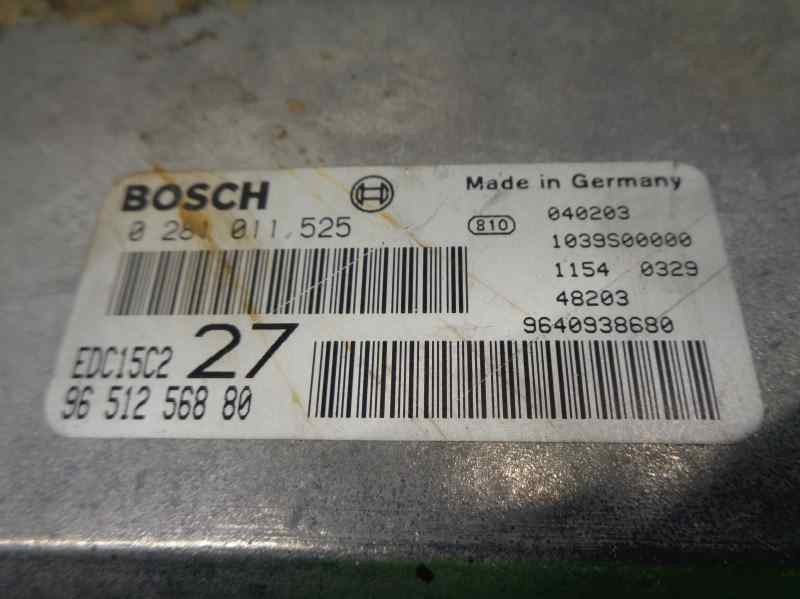 BOSCH
Made in Germany
0 281 011 525
810
040203
1039S00000
1154 0329
48203
9640938680
EDC15C2
27
96 512 568 80